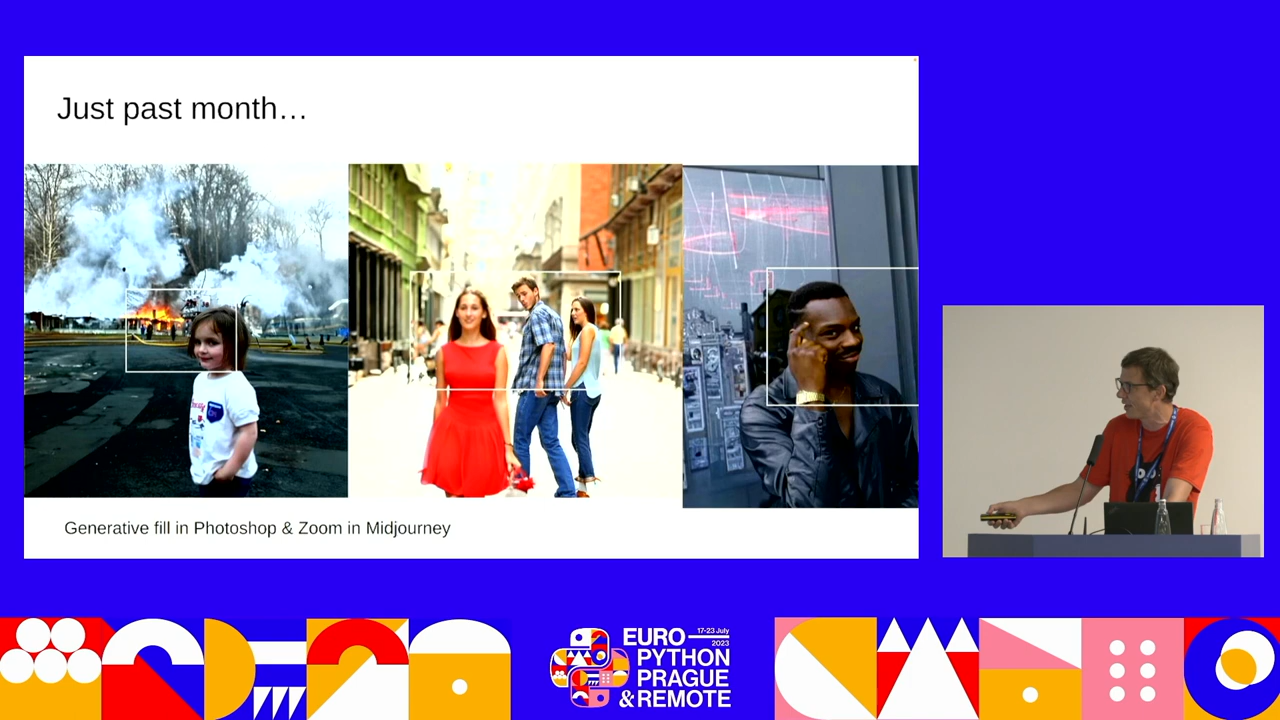 Just past month…
Generative fill in Photoshop & Zoom in Midjourney
EURO
17-23 July
2023
PYTHON
PRAGUE
& REMOTE